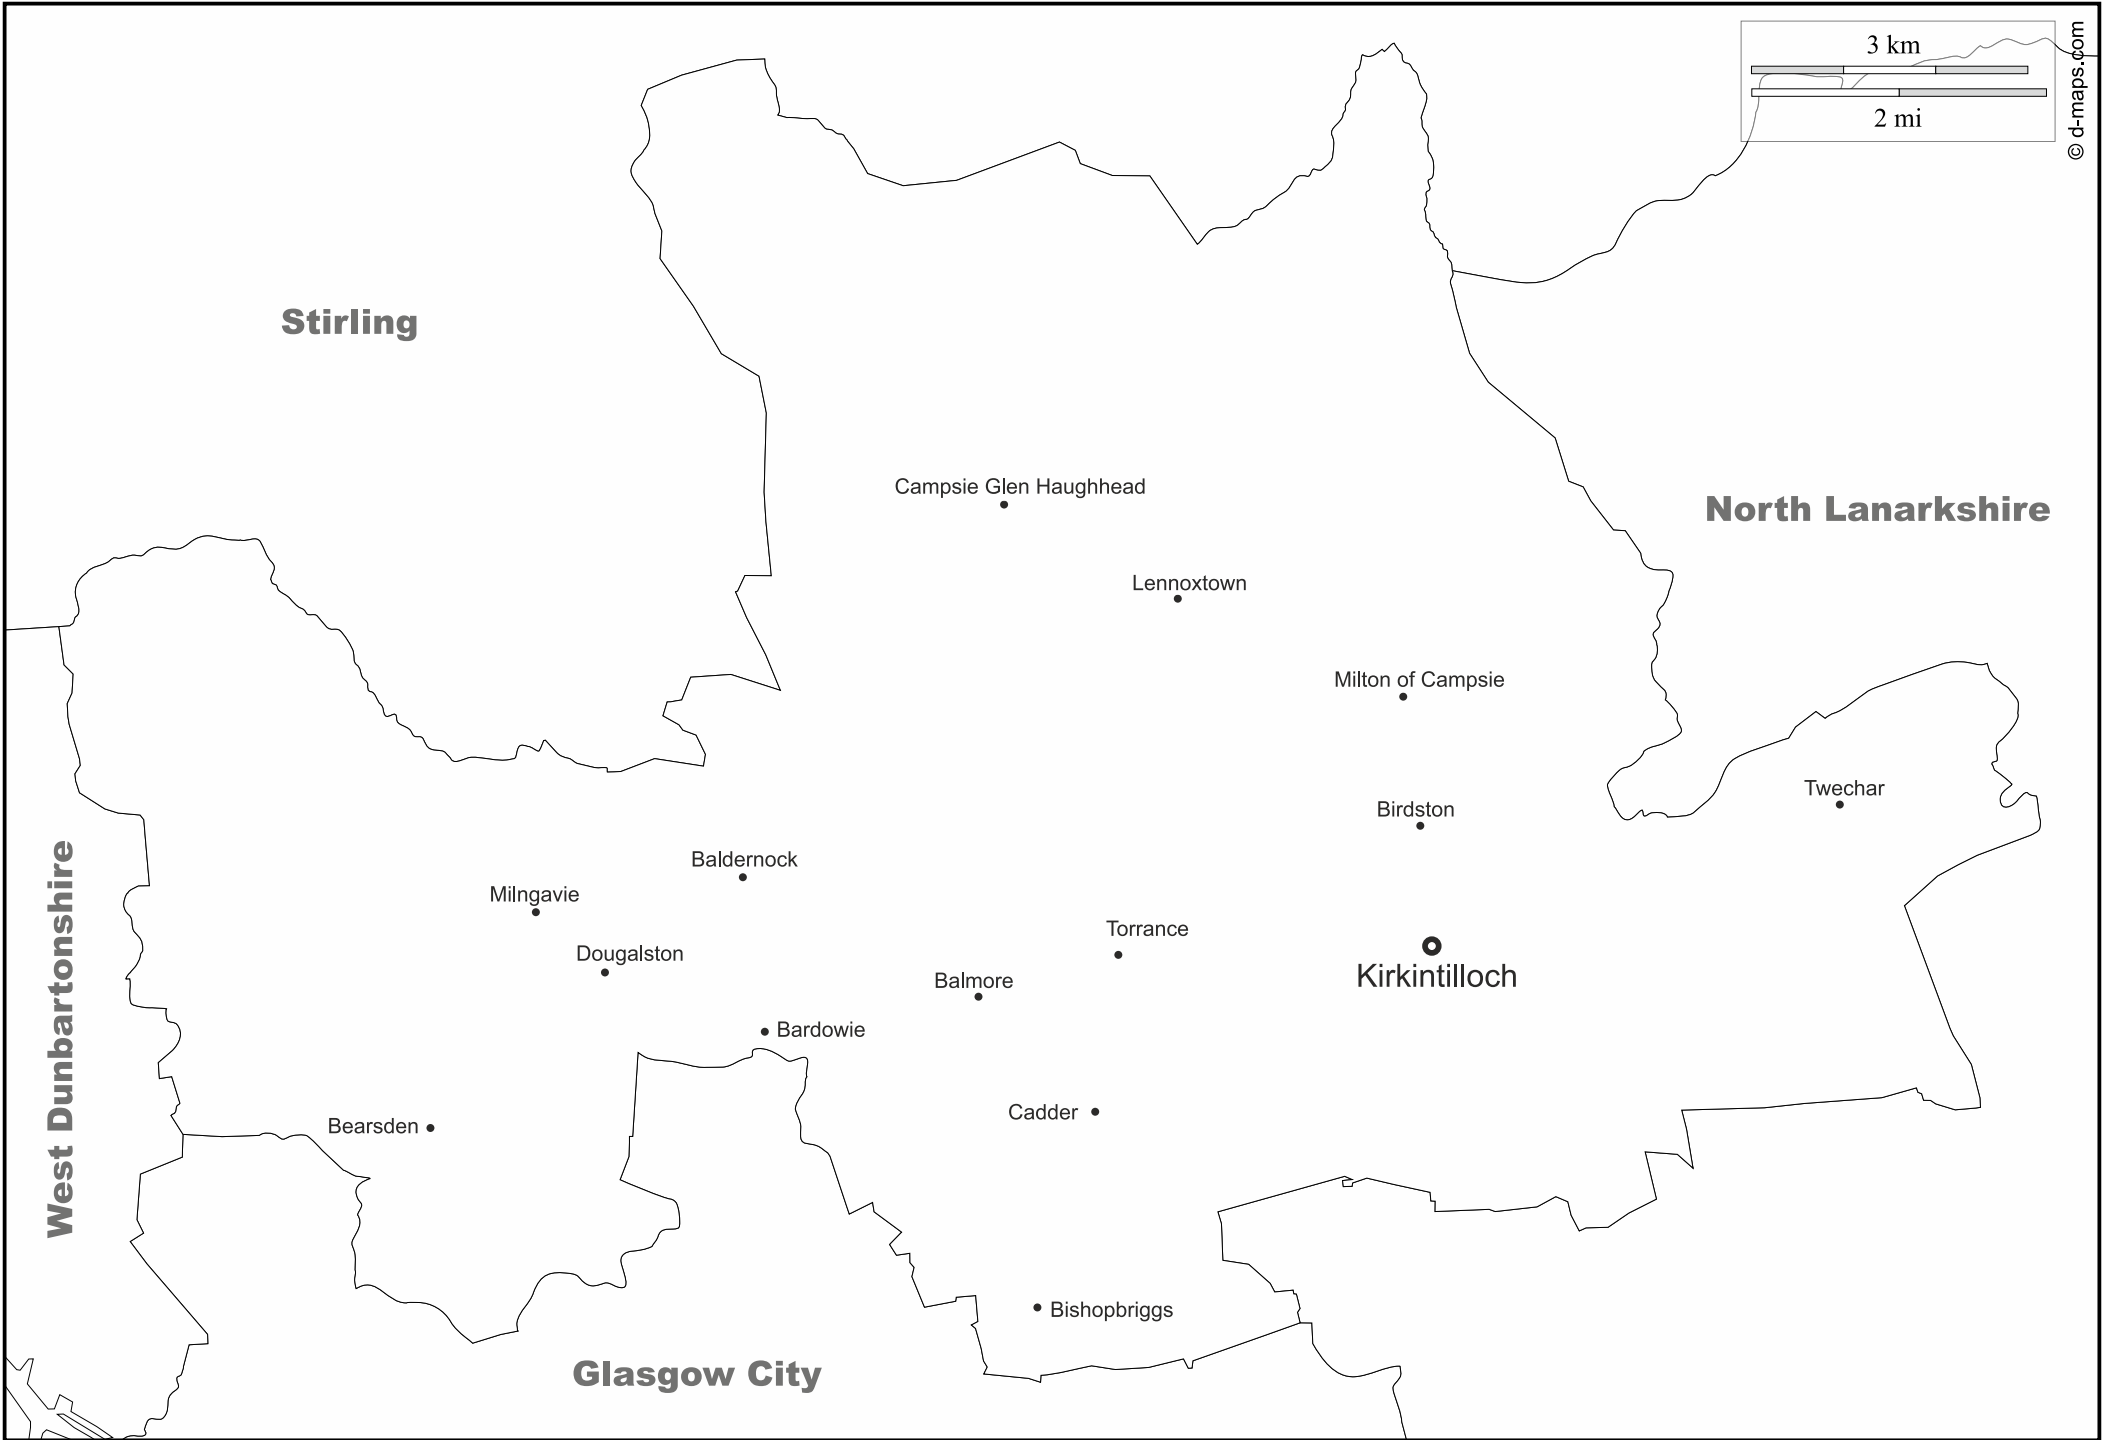 3 km
2 mi
© d-maps.com
Stirling
Campsie Glen Haughhead
North Lanarkshire
Lennoxtown
Milton of Campsie
Twechar
Birdston
Baldernock
Milngavie
Torrance
Dougalston
Kirkintilloch
Balmore
Bardowie
West Dunbartonshire
Cadder
Bearsden
Bishopbriggs
Glasgow City